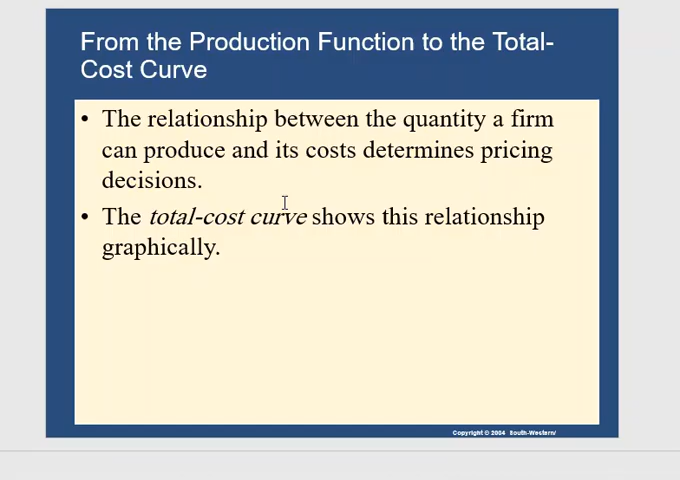 From the Production Function to the Total-
Cost Curve
• The relationship between the quantity a firm
can produce and its costs determines pricing
decisions.
• The total-cost curve shows this relationship
graphically.
Copyright © 2004 South-Western/